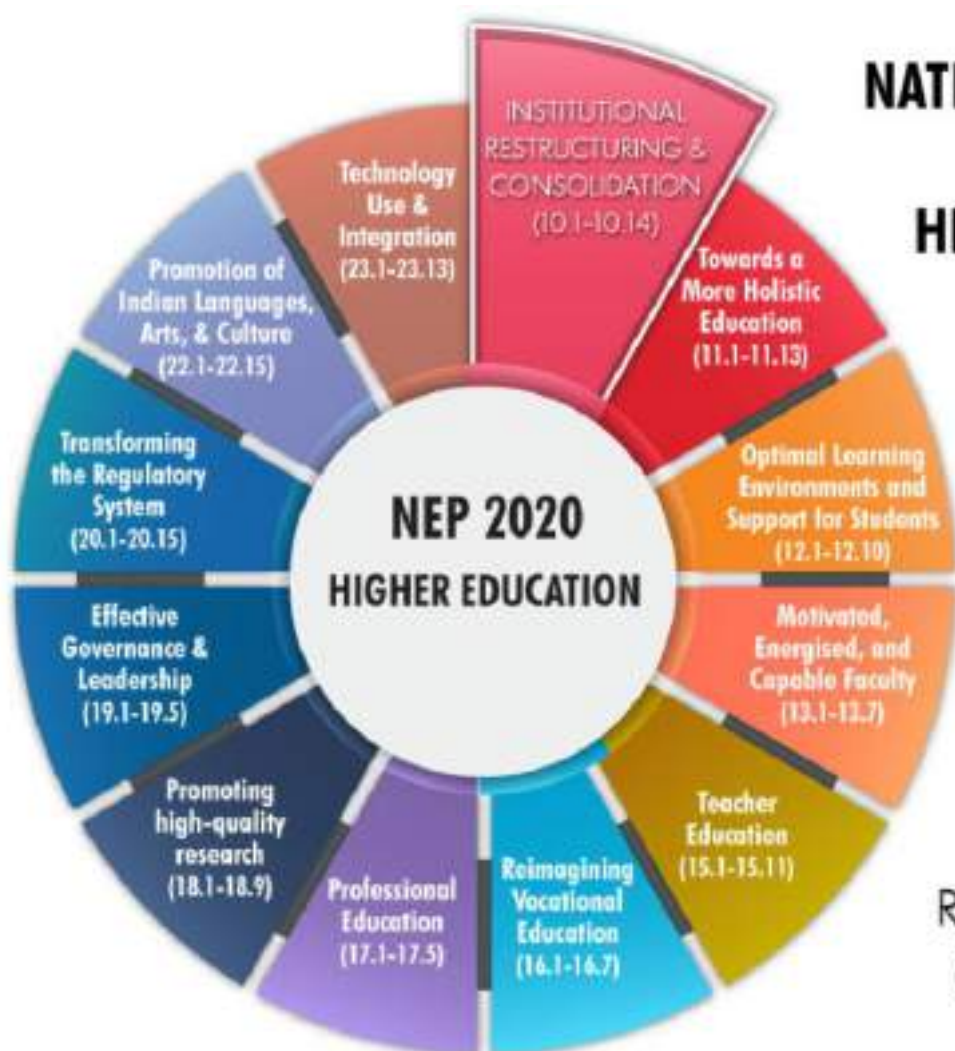 NATI
HI
R
NEP 2020
HIGHER EDUCATION
INSTITUTIONAL
RESTRUCTURING &
CONSOLIDATION
(10.1-10.14)
Towards a
More Holistic
Education
(11.1-11.13)
Optimal Learning
Environments and
Support for Students
(12.1-12.10)
Motivated,
Energised, and
Capable Faculty
(13.1-13.7)
Teacher
Education
(15.1-15.11)
Reimagining
Vocational
Education
(16.1-16.7)
Professional
Education
(17.1-17.5)
Promoting
high-quality
research
(18.1-18.9)
Effective
Governance &
Leadership
(19.1-19.5)
Transforming
the Regulatory
System
(20.1-20.15)
Promotion of
Indian Languages,
Arts, & Culture
(22.1-22.15)
Technology
Use &
Integration
(23.1-23.13)